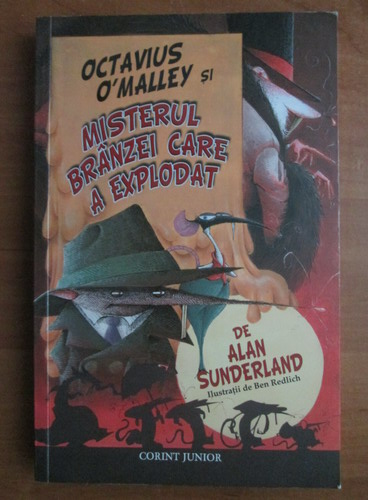 OCTAVIUS
O'MALLEY ȘI
MISTERUL
BRÂNZEI CARE
A EXPLODAT
DE
ALAN
SUNDERLAND
Ilustrații de Ben Redlich
CORINT JUNIOR